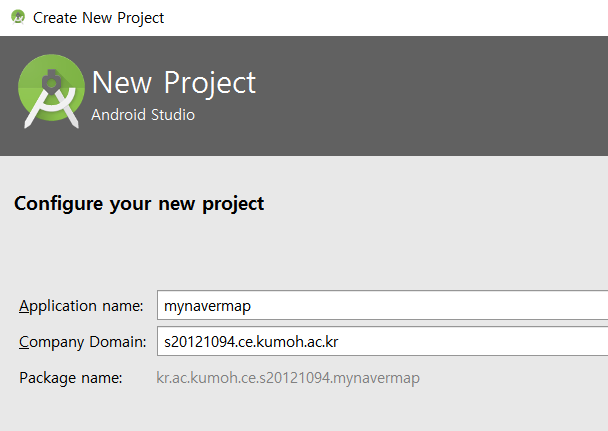 Create New Project
New Project
Android Studio
Configure your new project
Application name: mynavermap
Company Domain: s20121094.ce.kumoh.ac.kr
Package name: kr.ac.kumoh.ce.s20121094.mynavermap